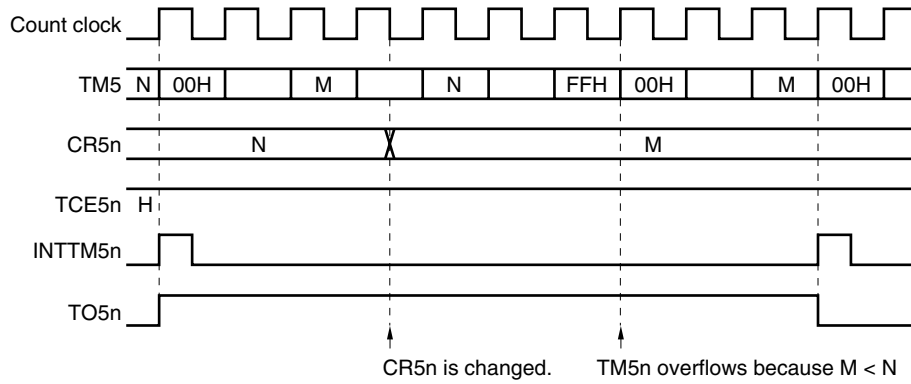 Count clock
TM5 N 00H M N FFH 00H M 00H
CR5n N M
TCE5n H
INTTM5n
TO5n
CR5n is changed. TM5n overflows because M < N